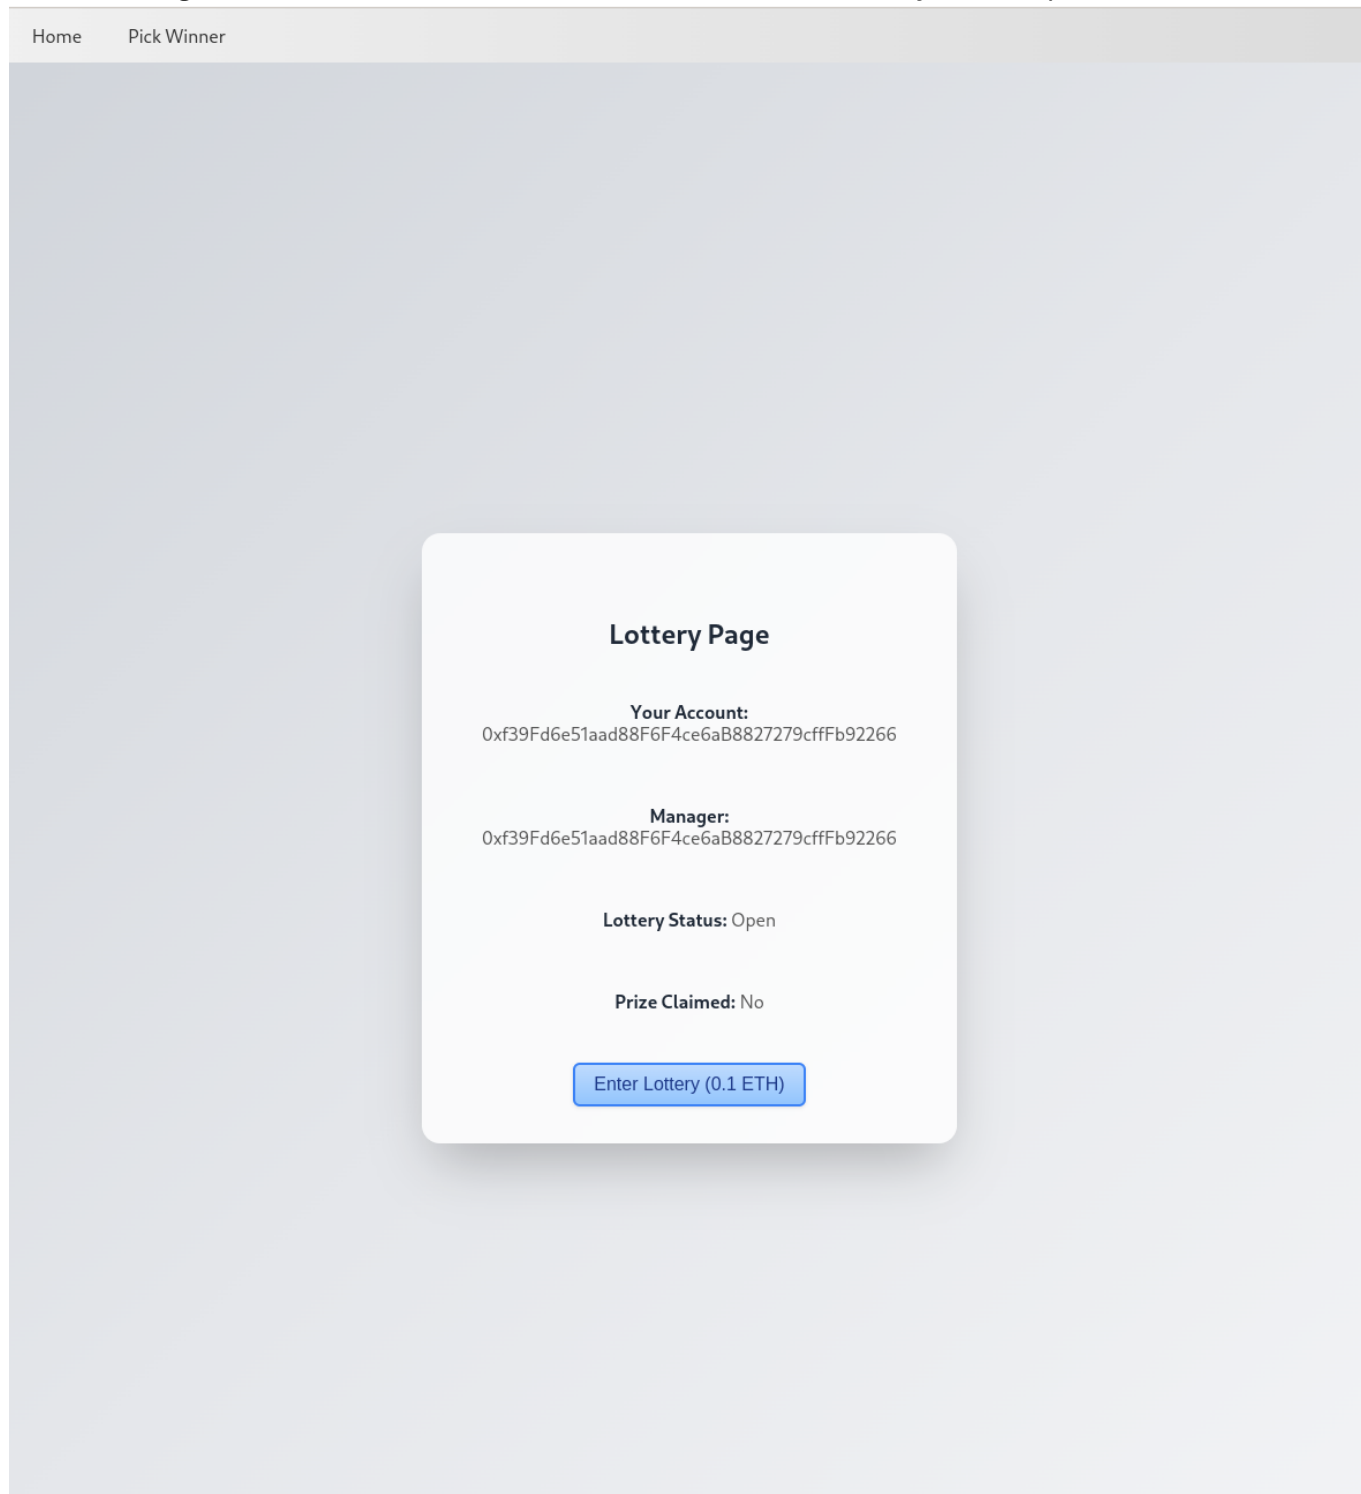 Home
Pick Winner
Lottery Page
Your Account:
0xf39Fd6e51aad88F6F4ce6aB8827279cffFb92266
Manager:
0xf39Fd6e51aad88F6F4ce6aB8827279cffFb92266
Lottery Status: Open
Prize Claimed: No
Enter Lottery (0.1 ETH)